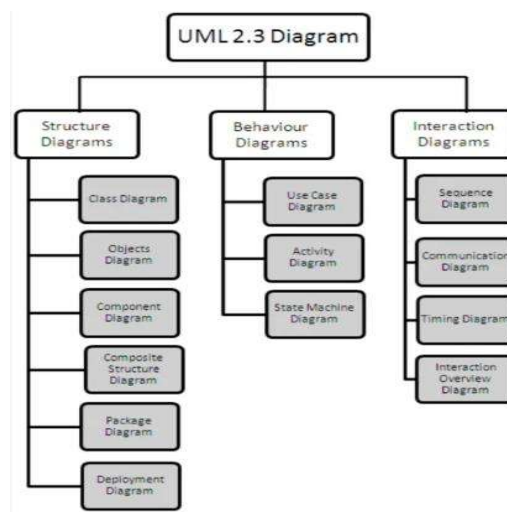 UML 2.3 Diagram
Structure
Diagrams
Class Diagram
Objects
Diagram
Component
Diagram
Composite
Structure
Diagram
Package
Diagram
Deployment
Diagram
Behaviour
Diagrams
Use Case
Diagram
Activity
Diagram
State Machine
Diagram
Interaction
Diagrams
Sequence
Diagram
Communication
Diagram
Timing Diagram
Interaction
Overview
Diagram